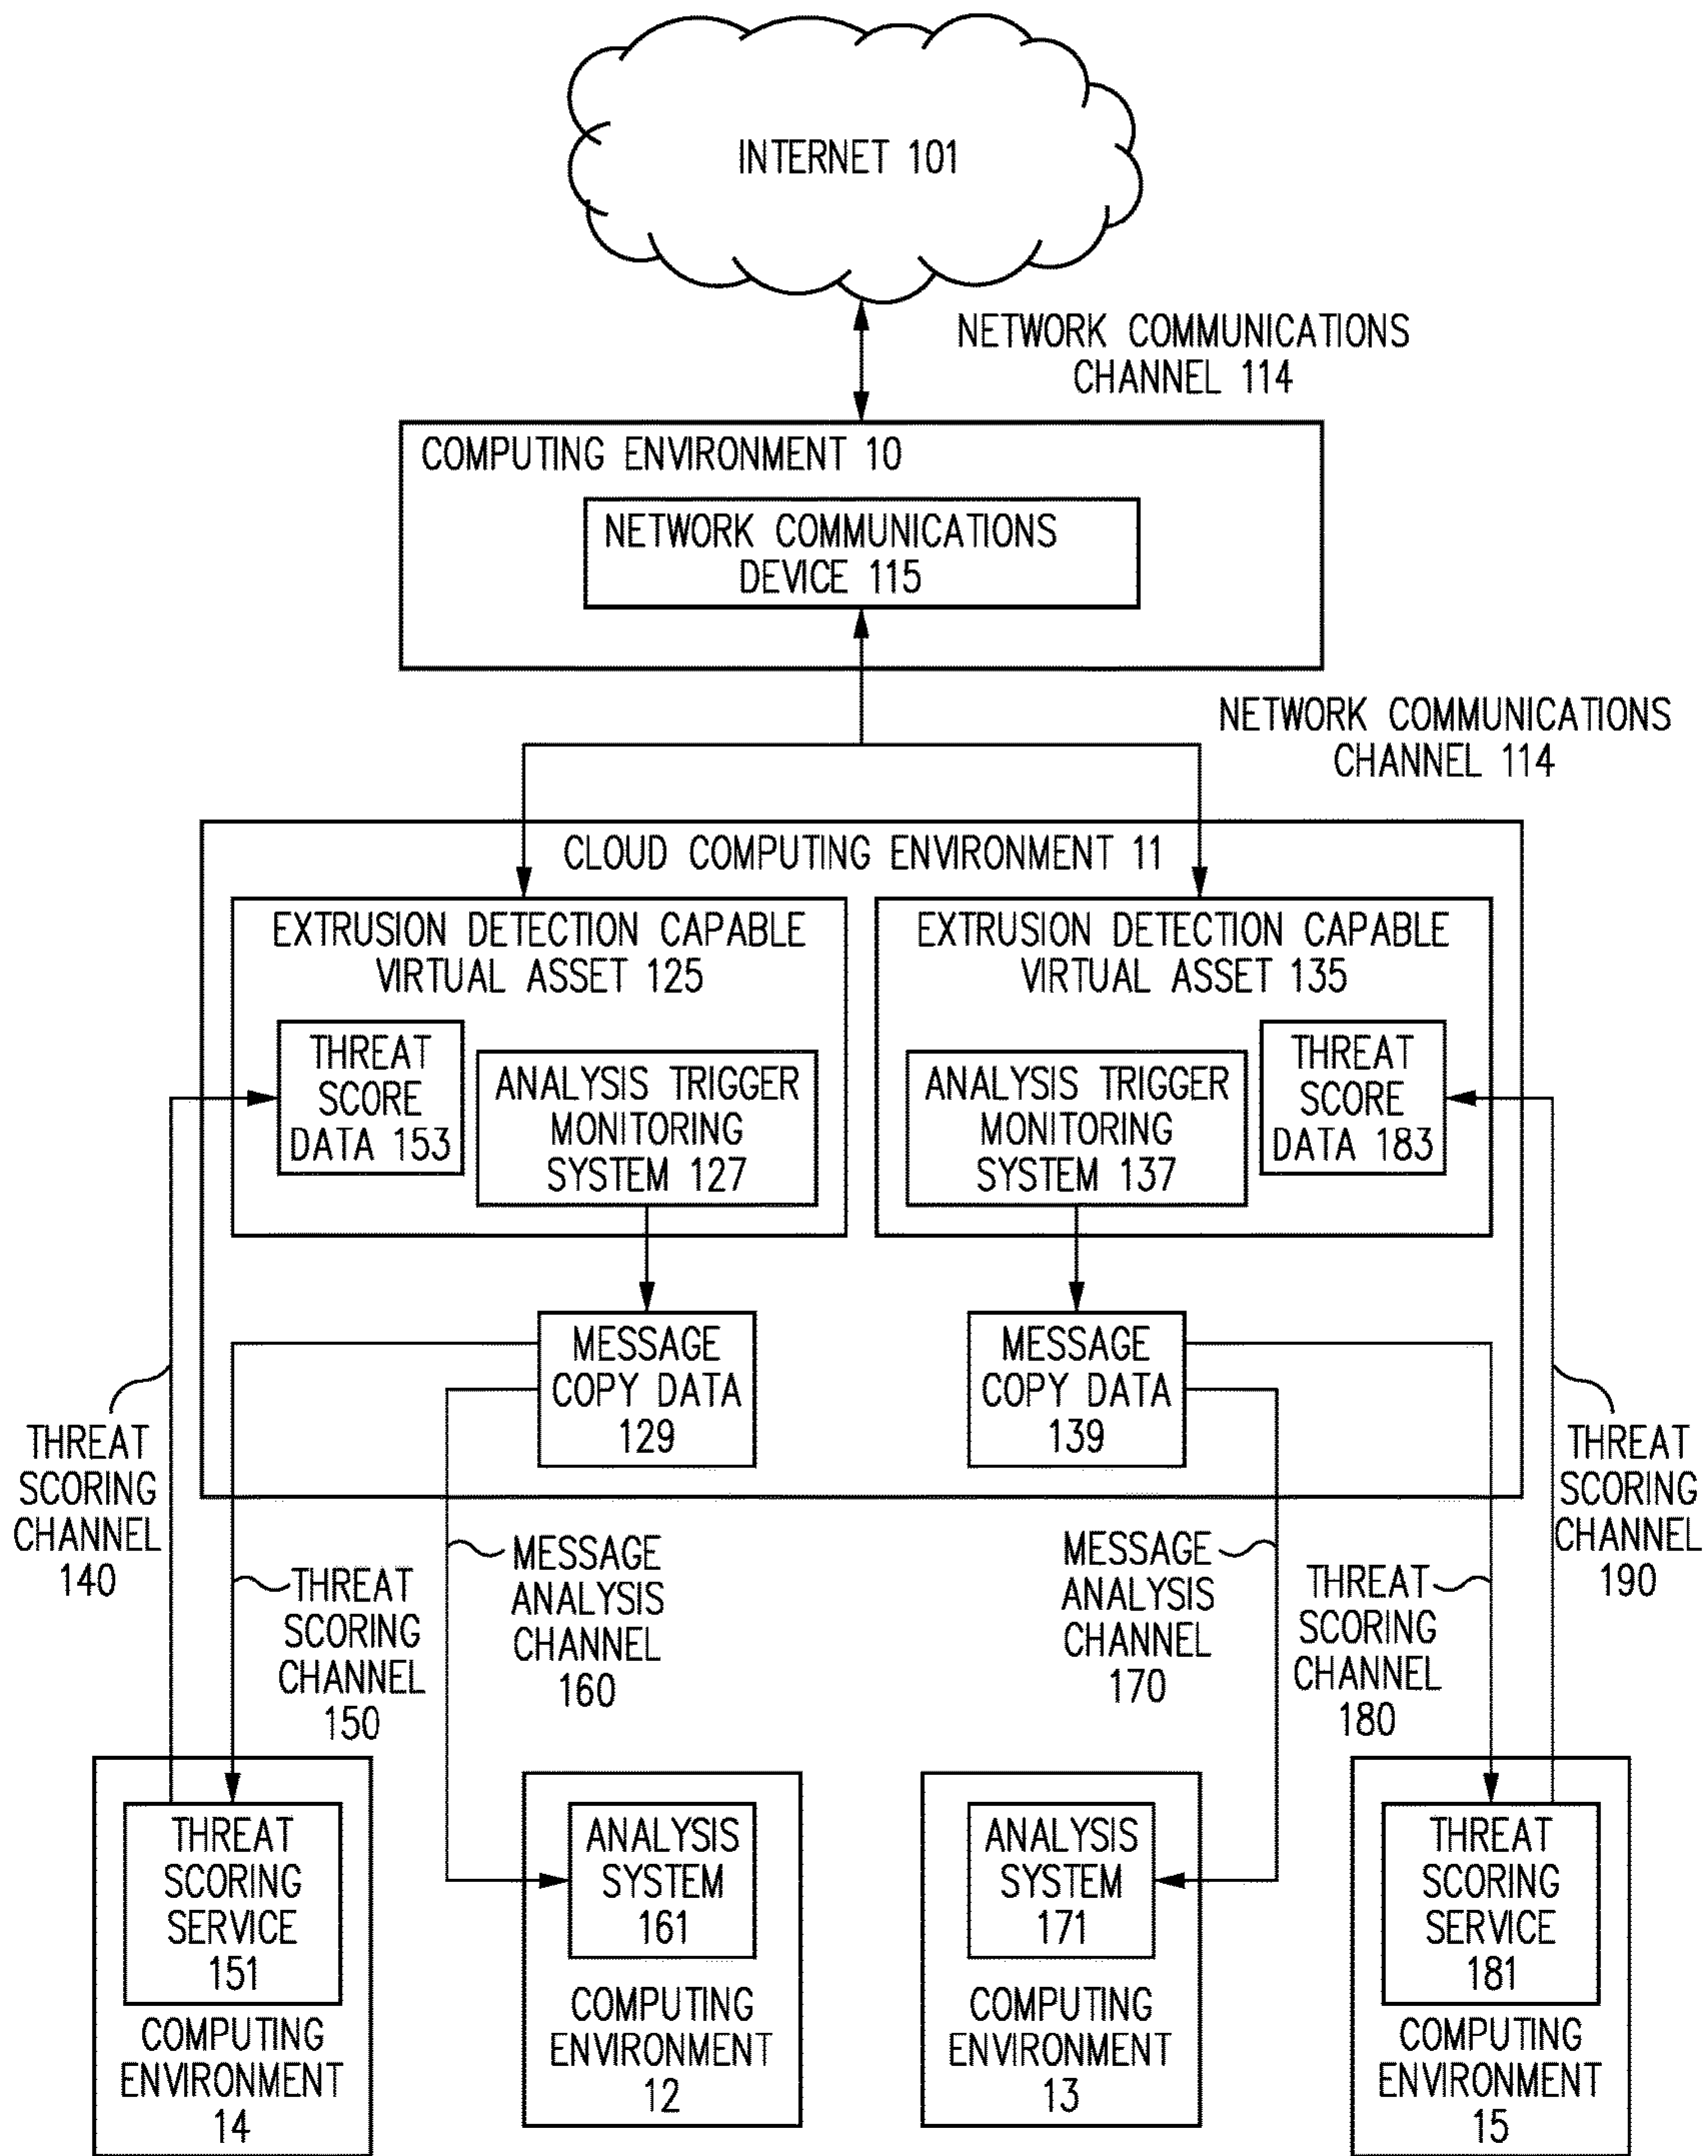 INTERNET 101
NETWORK COMMUNICATIONS
CHANNEL 114
COMPUTING ENVIRONMENT 10
NETWORK COMMUNICATIONS
DEVICE 115
NETWORK COMMUNICATIONS
CHANNEL 114
CLOUD COMPUTING ENVIRONMENT 11
EXTRUSION DETECTION CAPABLE
VIRTUAL ASSET 125
THREAT
SCORE
DATA 153
ANALYSIS TRIGGER
MONITORING
SYSTEM 127
EXTRUSION DETECTION CAPABLE
VIRTUAL ASSET 135
ANALYSIS TRIGGER
MONITORING
SYSTEM 137
THREAT
SCORE
DATA 183
MESSAGE
COPY DATA
129
MESSAGE
COPY DATA
139
THREAT
SCORING
CHANNEL
140
THREAT
SCORING
CHANNEL
150
MESSAGE
ANALYSIS
CHANNEL
160
MESSAGE
ANALYSIS
CHANNEL
170
THREAT
SCORING
CHANNEL
180
THREAT
SCORING
CHANNEL
190
THREAT
SCORING
SERVICE
151
COMPUTING
ENVIRONMENT
14
ANALYSIS
SYSTEM
161
COMPUTING
ENVIRONMENT
12
ANALYSIS
SYSTEM
171
COMPUTING
ENVIRONMENT
13
THREAT
SCORING
SERVICE
181
COMPUTING
ENVIRONMENT
15